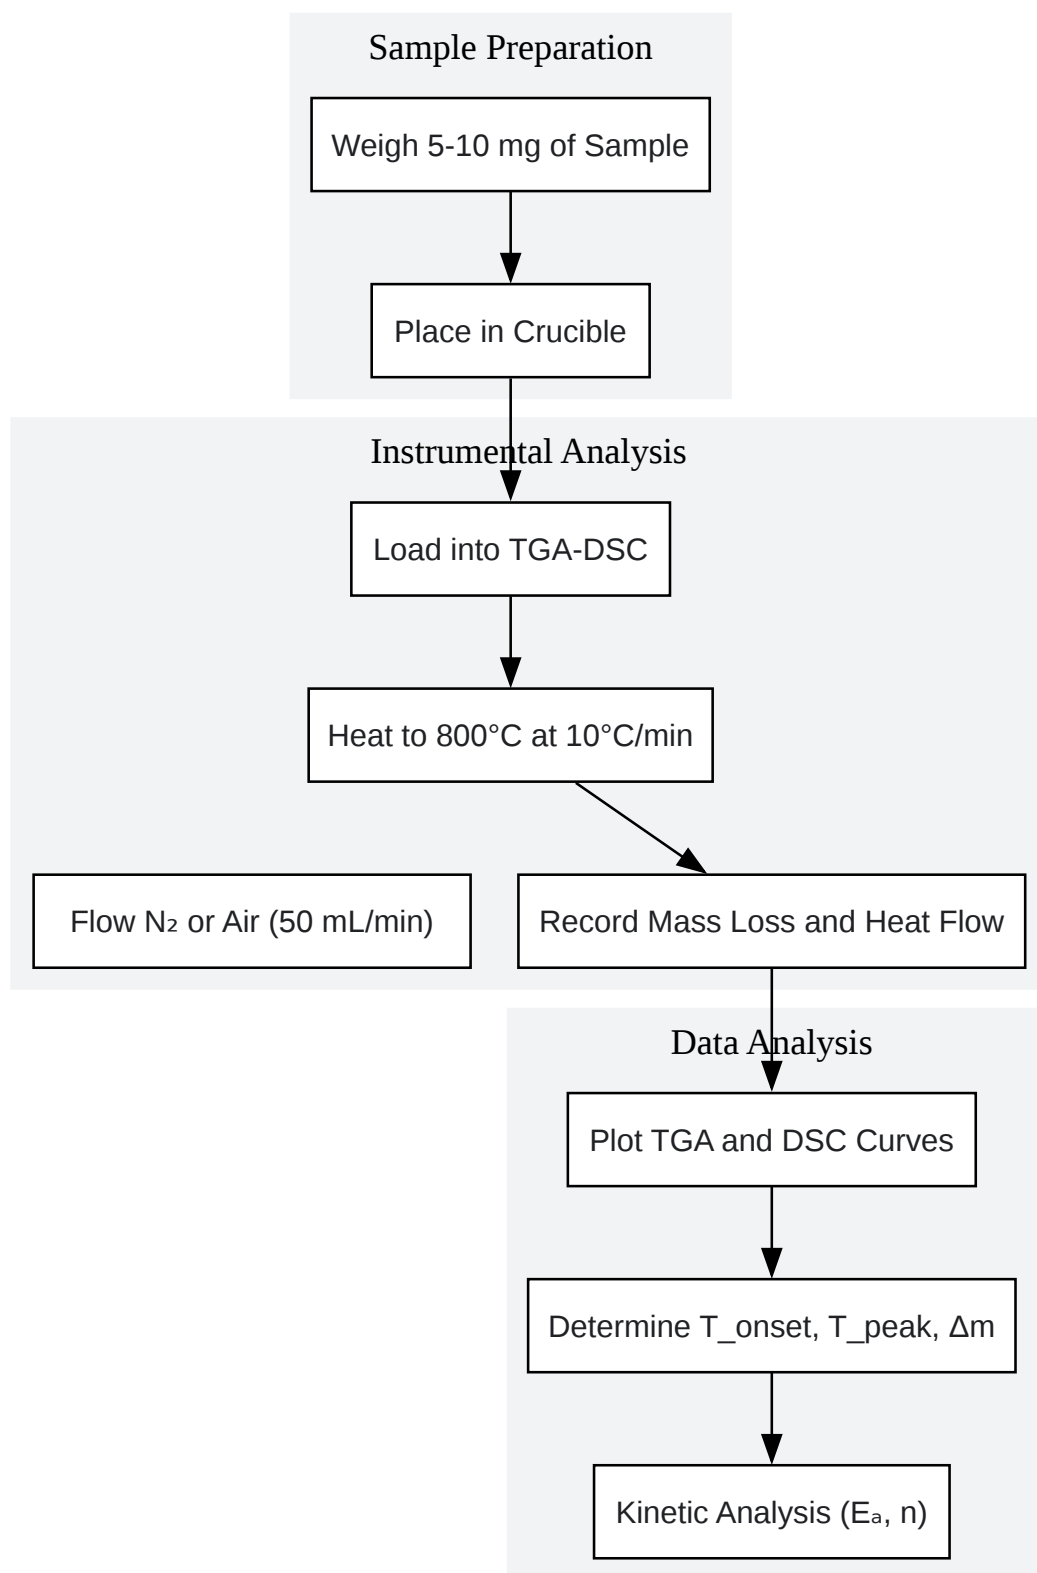 Sample Preparation
Weigh 5-10 mg of Sample
Place in Crucible
Instrumental Analysis
Load into TGA-DSC
Heat to 800°C at 10°C/min
Flow N₂ or Air (50 mL/min)
Record Mass Loss and Heat Flow
Data Analysis
Plot TGA and DSC Curves
Determine T_onset, T_peak, Δm
Kinetic Analysis (Eₐ, n)